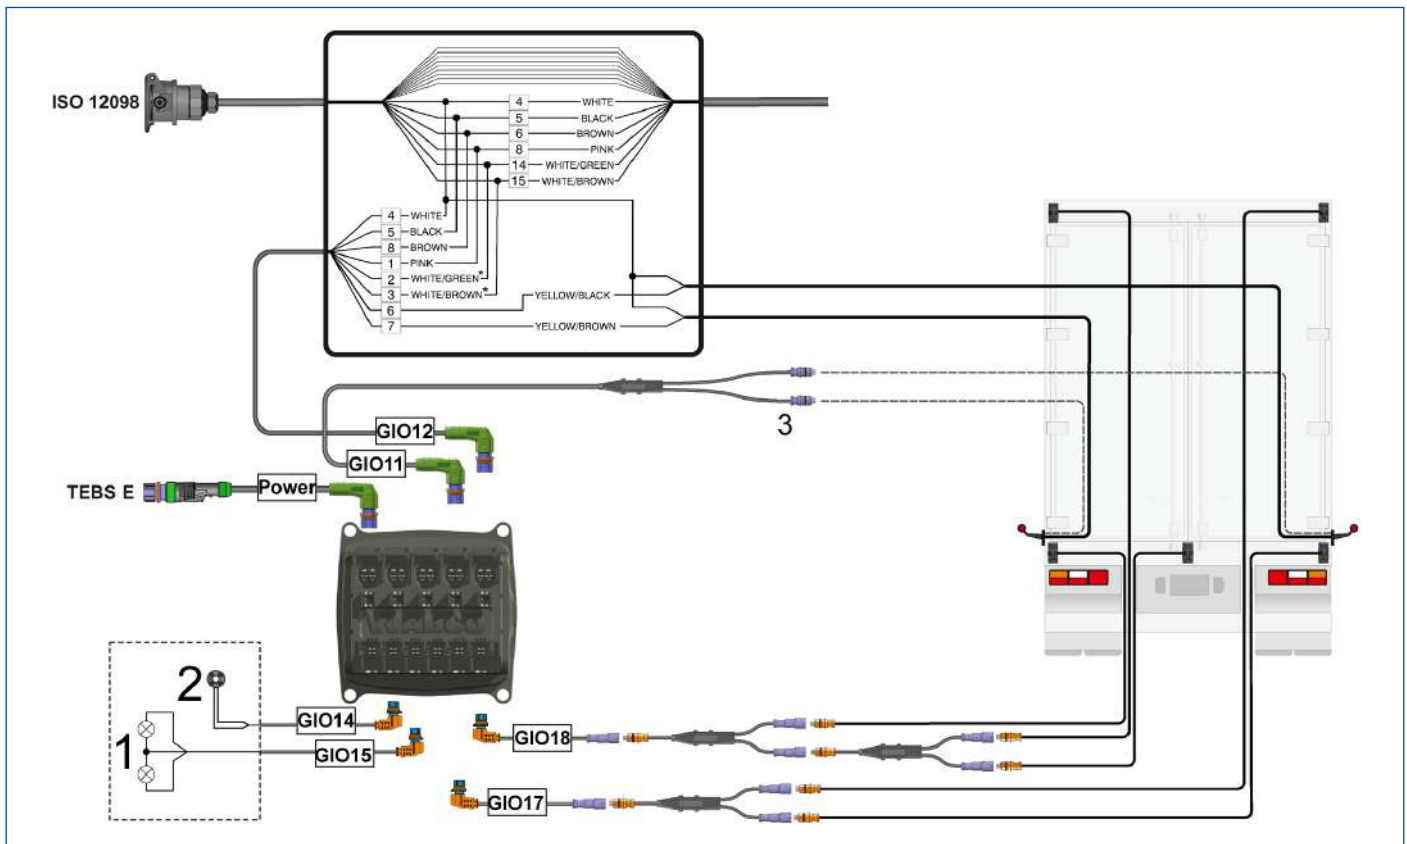 ISO 12098
4 WHITE
5 BLACK
6 BROWN
8 PINK
14 WHITE/GREEN
15 WHITE/BROWN
4 WHITE
5 BLACK
8 BROWN
1 PINK
2 WHITE/GREEN*
3 WHITE/BROWN*
6 YELLOW/BLACK
7 YELLOW/BROWN
3
GIO12
GIO11
TEBS E
Power
2
1
GIO14
GIO15
GIO18
GIO17